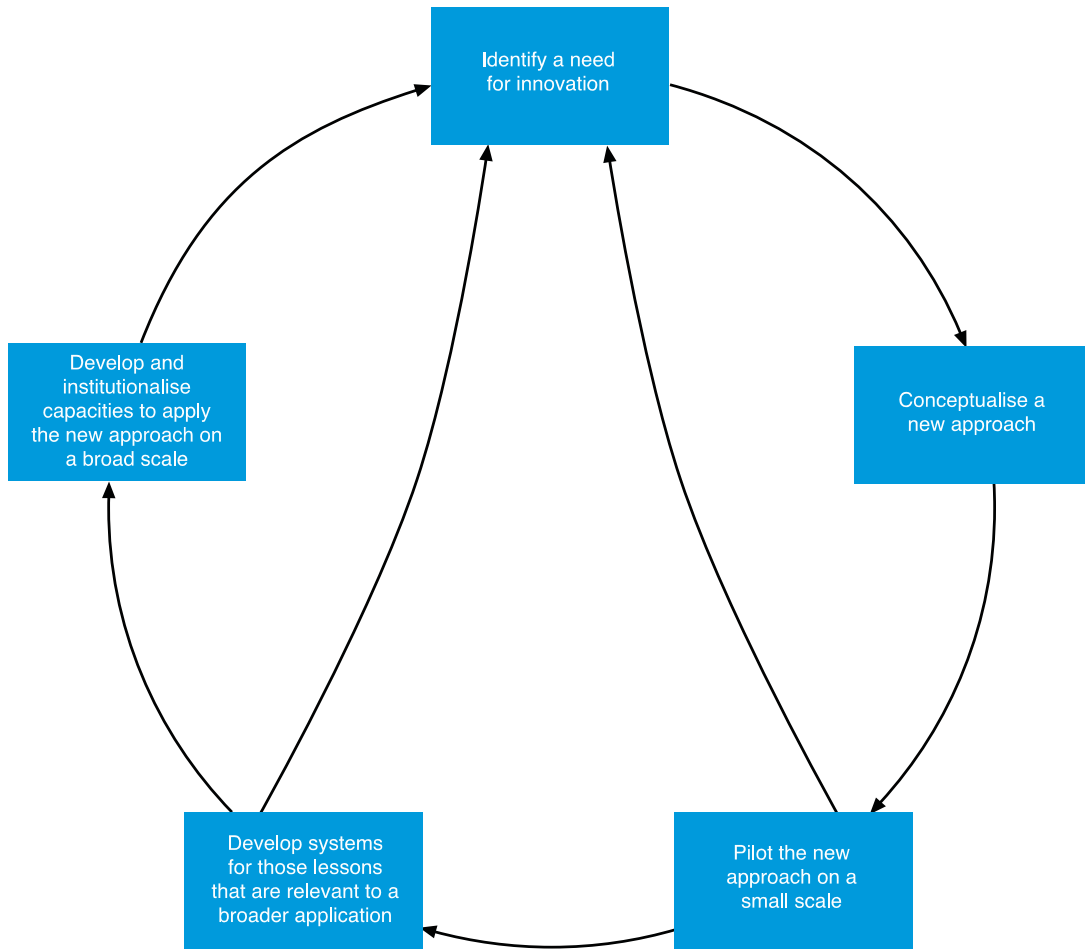 Identify a need
for innovation
Conceptualise a
new approach
Pilot the new
approach on a
small scale
Develop systems
for those lessons
that are relevant to a
broader application
Develop and
institutionalise
capacities to apply
the new approach on
a broad scale